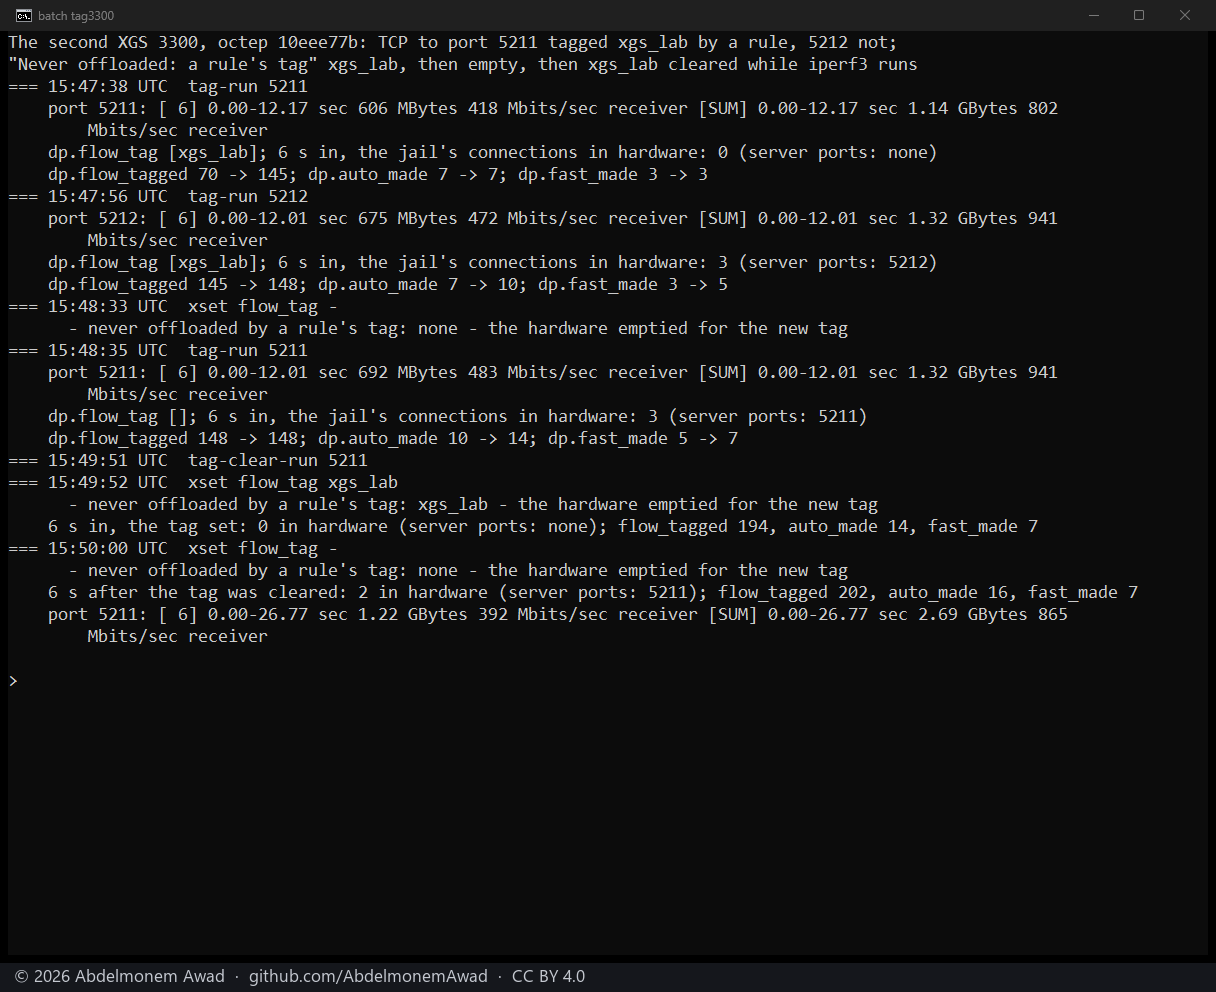 batch tag3300
The second XGS 3300, octep 10eee77b: TCP to port 5211 tagged xgs_lab by a rule, 5212 not;
"Never offloaded: a rule's tag" xgs_lab, then empty, then xgs_lab cleared while iperf3 runs
=== 15:47:38 UTC  tag-run 5211
    port 5211: [ 6] 0.00-12.17 sec 606 MBytes 418 Mbits/sec receiver [SUM] 0.00-12.17 sec 1.14 GBytes 802
        Mbits/sec receiver
    dp.flow_tag [xgs_lab]; 6 s in, the jail's connections in hardware: 0 (server ports: none)
    dp.flow_tagged 70 -> 145; dp.auto_made 7 -> 7; dp.fast_made 3 -> 3
=== 15:47:56 UTC  tag-run 5212
    port 5212: [ 6] 0.00-12.01 sec 675 MBytes 472 Mbits/sec receiver [SUM] 0.00-12.01 sec 1.32 GBytes 941
        Mbits/sec receiver
    dp.flow_tag [xgs_lab]; 6 s in, the jail's connections in hardware: 3 (server ports: 5212)
    dp.flow_tagged 145 -> 148; dp.auto_made 7 -> 10; dp.fast_made 3 -> 5
=== 15:48:33 UTC  xset flow_tag -
      - never offloaded by a rule's tag: none - the hardware emptied for the new tag
=== 15:48:35 UTC  tag-run 5211
    port 5211: [ 6] 0.00-12.01 sec 692 MBytes 483 Mbits/sec receiver [SUM] 0.00-12.01 sec 1.32 GBytes 941
        Mbits/sec receiver
    dp.flow_tag []; 6 s in, the jail's connections in hardware: 3 (server ports: 5211)
    dp.flow_tagged 148 -> 148; dp.auto_made 10 -> 14; dp.fast_made 5 -> 7
=== 15:49:51 UTC  tag-clear-run 5211
=== 15:49:52 UTC  xset flow_tag xgs_lab
      - never offloaded by a rule's tag: xgs_lab - the hardware emptied for the new tag
    6 s in, the tag set: 0 in hardware (server ports: none); flow_tagged 194, auto_made 14, fast_made 7
=== 15:50:00 UTC  xset flow_tag -
      - never offloaded by a rule's tag: none - the hardware emptied for the new tag
    6 s after the tag was cleared: 2 in hardware (server ports: 5211); flow_tagged 202, auto_made 16, fast_made 7
    port 5211: [ 6] 0.00-26.77 sec 1.22 GBytes 392 Mbits/sec receiver [SUM] 0.00-26.77 sec 2.69 GBytes 865
        Mbits/sec receiver
>
© 2026 Abdelmonem Awad · github.com/AbdelmonemAwad · CC BY 4.0